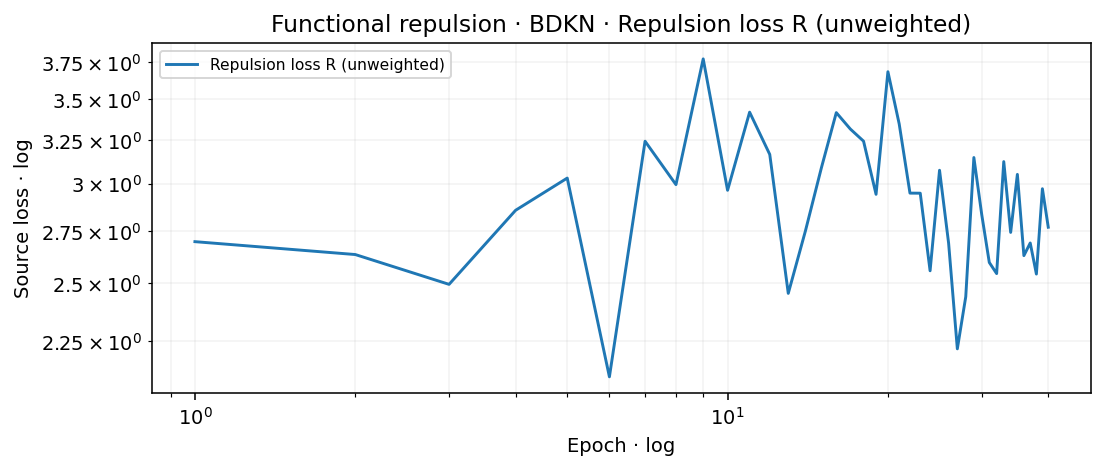 Functional repulsion · BDKN · Repulsion loss R (unweighted)
Repulsion loss R (unweighted)
Source loss · log
3.75 × 10⁰
3.5 × 10⁰
3.25 × 10⁰
3 × 10⁰
2.75 × 10⁰
2.5 × 10⁰
2.25 × 10⁰
10⁰
10¹
Epoch · log